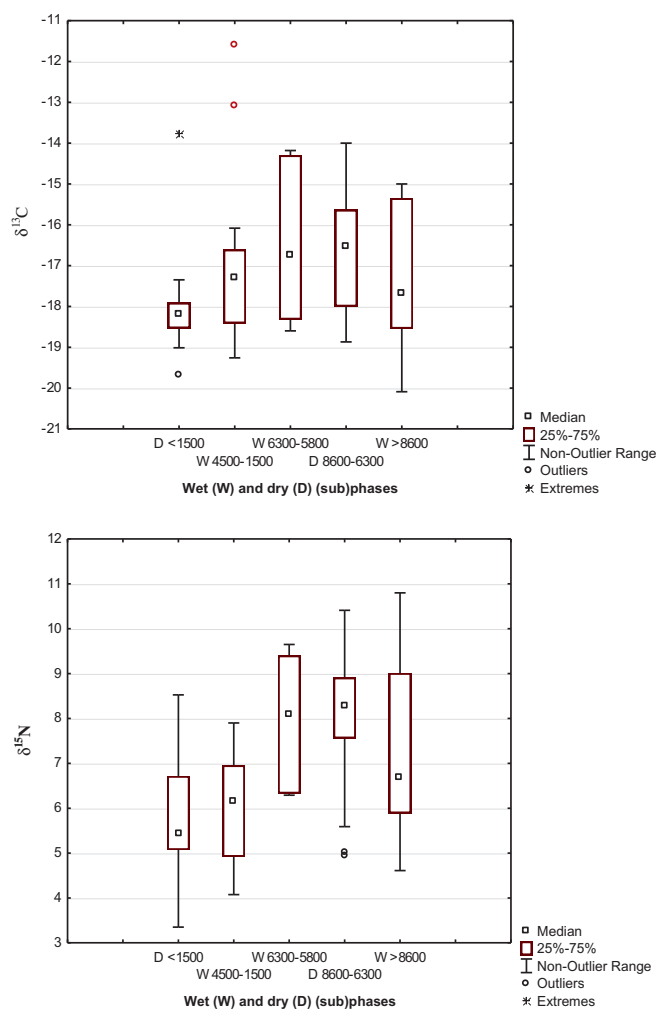 -11
-12
-13
-14
-15
-16
-17
-18
-19
-20
-21
δ13C
D <1500 W 6300-5800 W >8600
W 4500-1500 D 8600-6300
Wet (W) and dry (D) (sub)phases
Median
25%-75%
Non-Outlier Range
Outliers
Extremes
12
11
10
9
8
7
6
5
4
3
δ15N
D <1500 W 6300-5800 W >8600
W 4500-1500 D 8600-6300
Wet (W) and dry (D) (sub)phases
Median
25%-75%
Non-Outlier Range
Outliers
Extremes